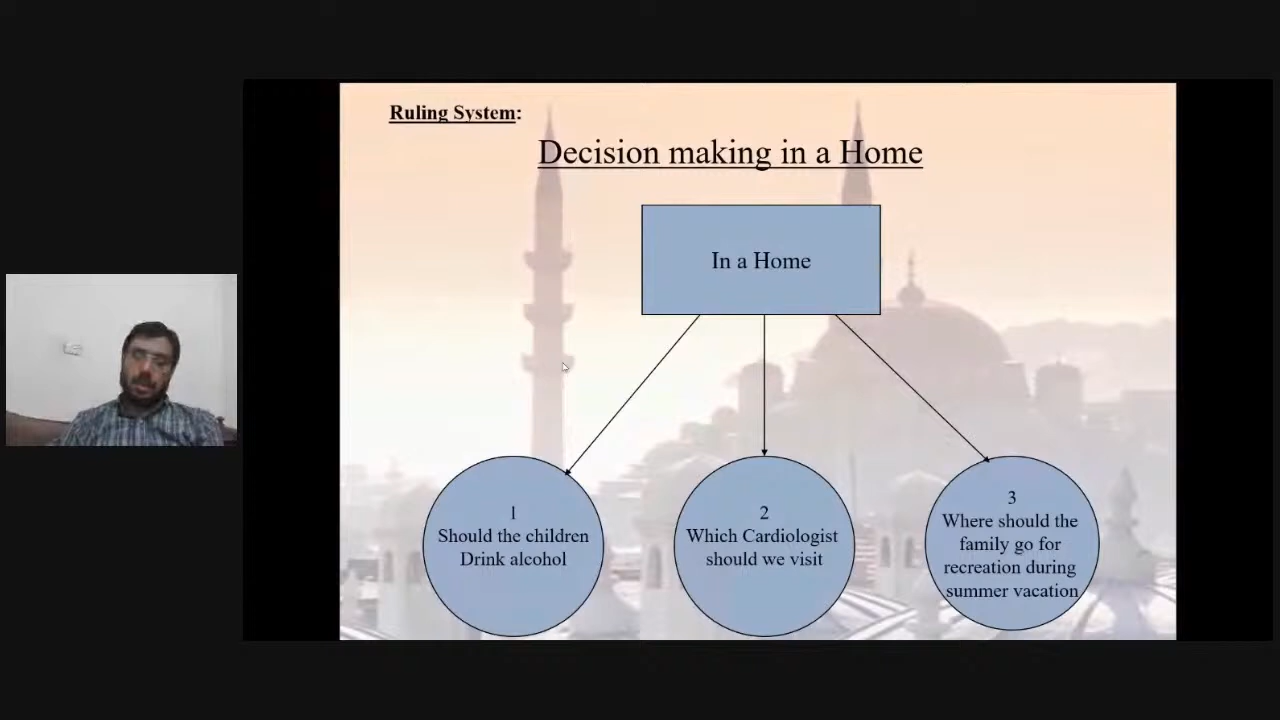 Ruling System:
Decision making in a Home
In a Home
1
Should the children
Drink alcohol
2
Which Cardiologist
should we visit
3
Where should the
family go for
recreation during
summer vacation